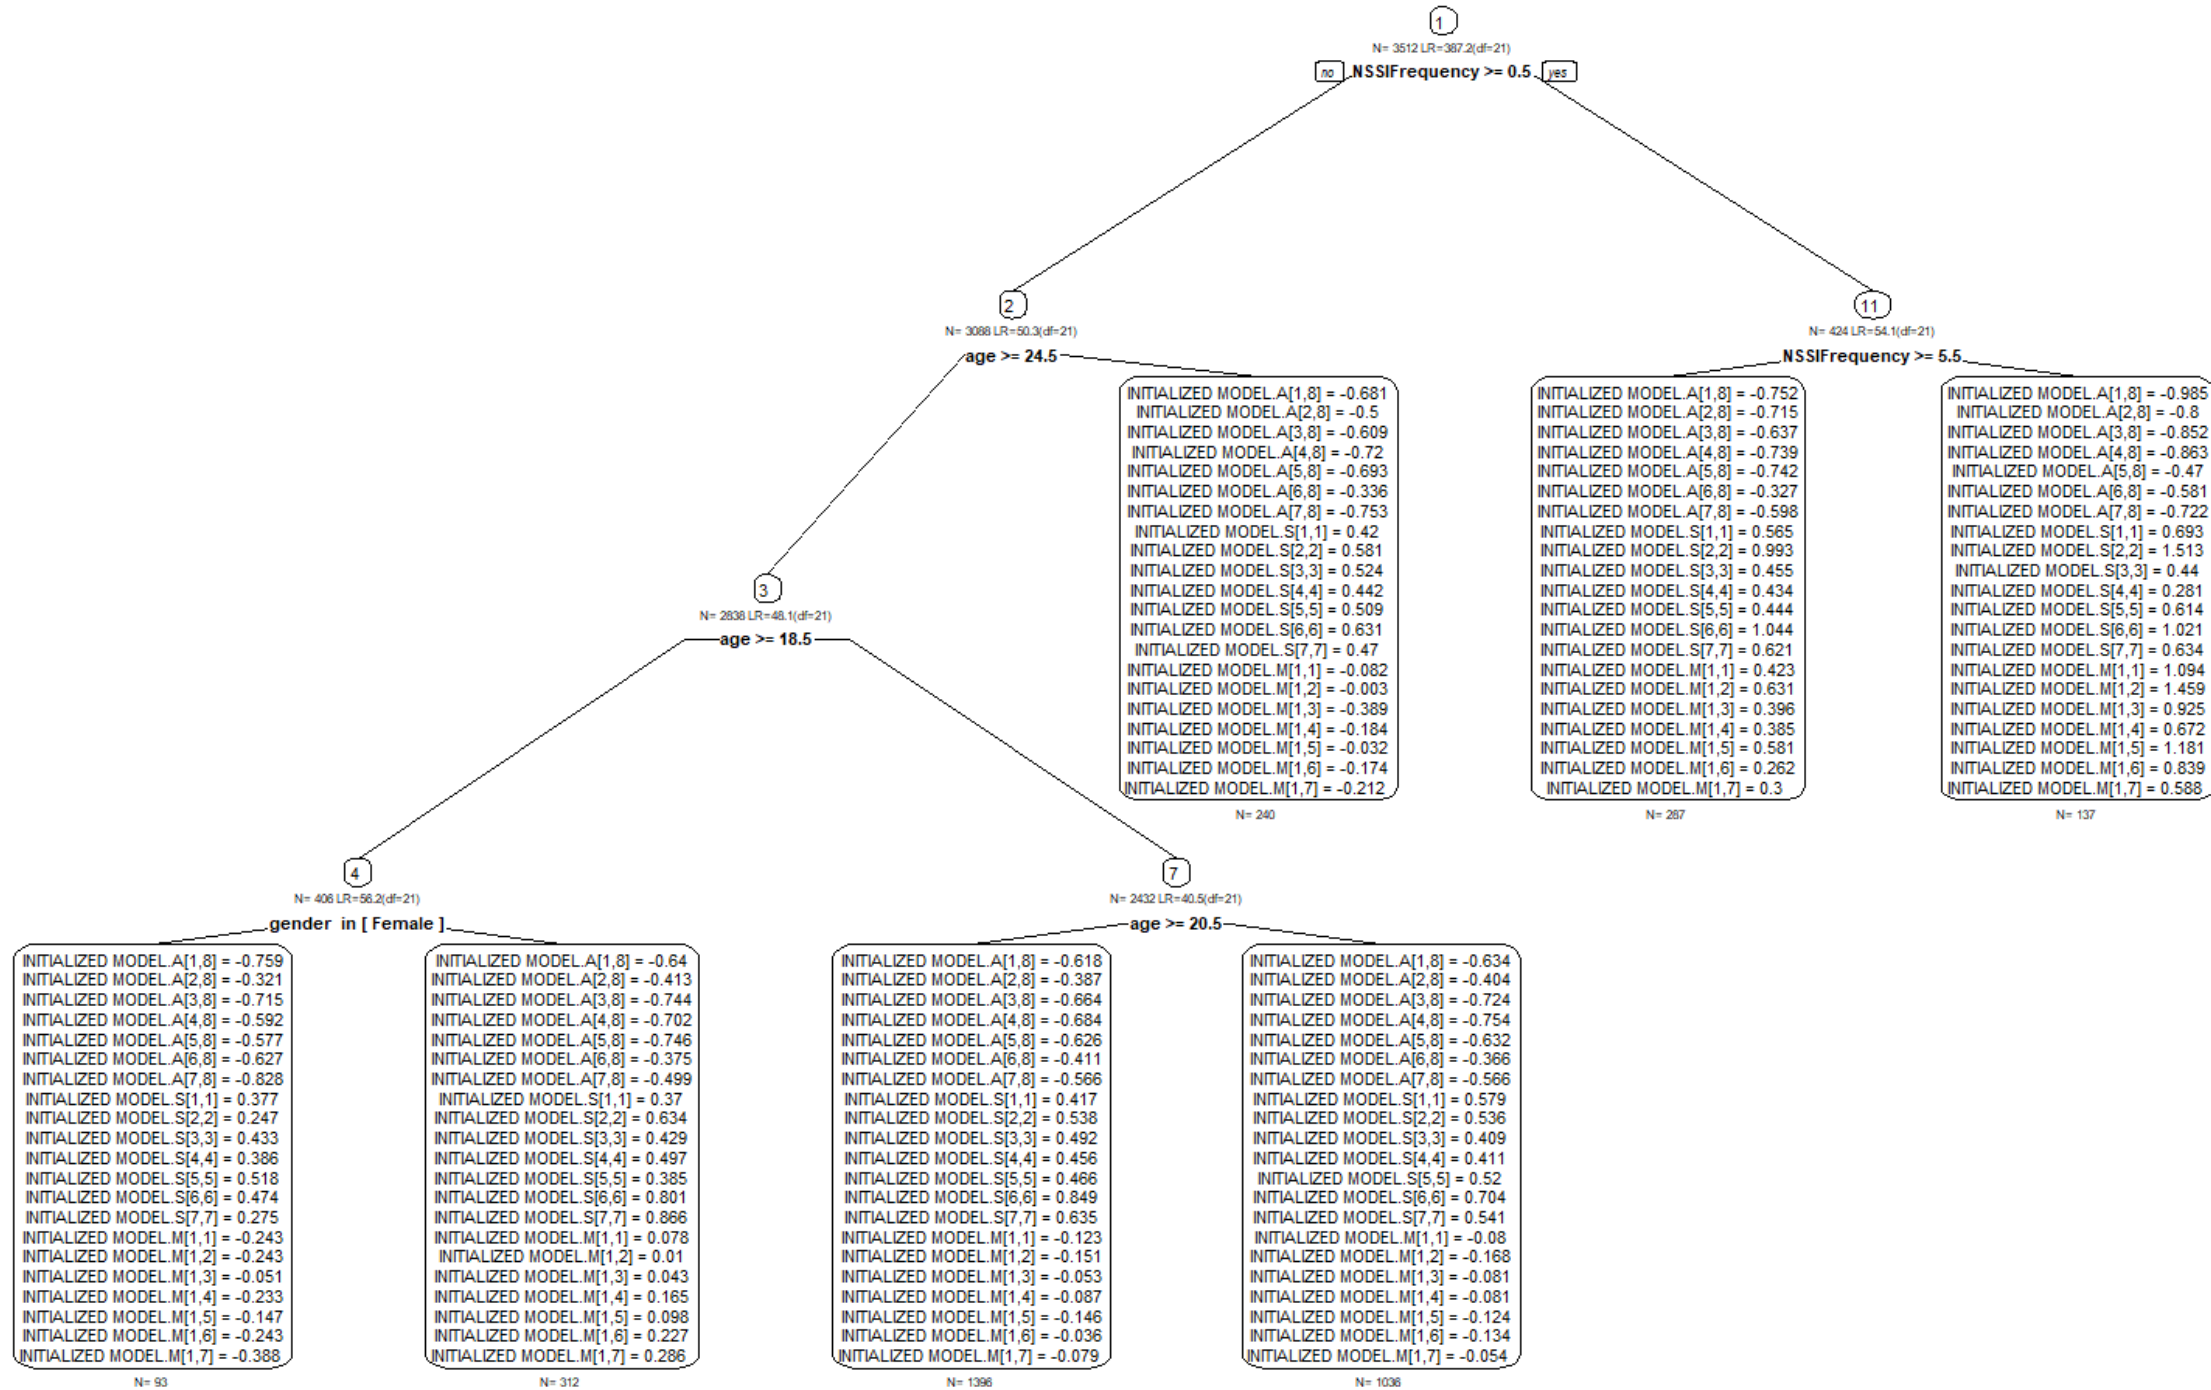 1
N= 3512 LR=387.2(df=21)
no NSSIFrequency >= 0.5 yes
2
N= 3088 LR=50.3(df=21)
age >= 24.5
11
N= 424 LR=54.1(df=21)
NSSIFrequency >= 5.5
INITIALIZED MODEL.A[1,8] = -0.681
INITIALIZED MODEL.A[2,8] = -0.5
INITIALIZED MODEL.A[3,8] = -0.609
INITIALIZED MODEL.A[4,8] = -0.72
INITIALIZED MODEL.A[5,8] = -0.693
INITIALIZED MODEL.A[6,8] = -0.336
INITIALIZED MODEL.A[7,8] = -0.753
INITIALIZED MODEL.S[1,1] = 0.42
INITIALIZED MODEL.S[2,2] = 0.581
INITIALIZED MODEL.S[3,3] = 0.524
INITIALIZED MODEL.S[4,4] = 0.442
INITIALIZED MODEL.S[5,5] = 0.509
INITIALIZED MODEL.S[6,6] = 0.631
INITIALIZED MODEL.S[7,7] = 0.47
INITIALIZED MODEL.M[1,1] = -0.082
INITIALIZED MODEL.M[1,2] = -0.003
INITIALIZED MODEL.M[1,3] = -0.389
INITIALIZED MODEL.M[1,4] = -0.184
INITIALIZED MODEL.M[1,5] = -0.032
INITIALIZED MODEL.M[1,6] = -0.174
INITIALIZED MODEL.M[1,7] = -0.212
N= 240
INITIALIZED MODEL.A[1,8] = -0.752
INITIALIZED MODEL.A[2,8] = -0.715
INITIALIZED MODEL.A[3,8] = -0.637
INITIALIZED MODEL.A[4,8] = -0.739
INITIALIZED MODEL.A[5,8] = -0.742
INITIALIZED MODEL.A[6,8] = -0.327
INITIALIZED MODEL.A[7,8] = -0.598
INITIALIZED MODEL.S[1,1] = 0.565
INITIALIZED MODEL.S[2,2] = 0.993
INITIALIZED MODEL.S[3,3] = 0.455
INITIALIZED MODEL.S[4,4] = 0.434
INITIALIZED MODEL.S[5,5] = 0.444
INITIALIZED MODEL.S[6,6] = 1.044
INITIALIZED MODEL.S[7,7] = 0.621
INITIALIZED MODEL.M[1,1] = 0.423
INITIALIZED MODEL.M[1,2] = 0.631
INITIALIZED MODEL.M[1,3] = 0.396
INITIALIZED MODEL.M[1,4] = 0.385
INITIALIZED MODEL.M[1,5] = 0.581
INITIALIZED MODEL.M[1,6] = 0.262
INITIALIZED MODEL.M[1,7] = 0.3
N= 287
INITIALIZED MODEL.A[1,8] = -0.985
INITIALIZED MODEL.A[2,8] = -0.8
INITIALIZED MODEL.A[3,8] = -0.852
INITIALIZED MODEL.A[4,8] = -0.863
INITIALIZED MODEL.A[5,8] = -0.47
INITIALIZED MODEL.A[6,8] = -0.581
INITIALIZED MODEL.A[7,8] = -0.722
INITIALIZED MODEL.S[1,1] = 0.693
INITIALIZED MODEL.S[2,2] = 1.513
INITIALIZED MODEL.S[3,3] = 0.44
INITIALIZED MODEL.S[4,4] = 0.281
INITIALIZED MODEL.S[5,5] = 0.614
INITIALIZED MODEL.S[6,6] = 1.021
INITIALIZED MODEL.S[7,7] = 0.634
INITIALIZED MODEL.M[1,1] = 1.094
INITIALIZED MODEL.M[1,2] = 1.459
INITIALIZED MODEL.M[1,3] = 0.925
INITIALIZED MODEL.M[1,4] = 0.672
INITIALIZED MODEL.M[1,5] = 1.181
INITIALIZED MODEL.M[1,6] = 0.839
INITIALIZED MODEL.M[1,7] = 0.588
N= 137
3
N= 2838 LR=48.1(df=21)
age >= 18.5
4
N= 406 LR=56.2(df=21)
gender in [ Female ]
7
N= 2432 LR=40.5(df=21)
age >= 20.5
INITIALIZED MODEL.A[1,8] = -0.759
INITIALIZED MODEL.A[2,8] = -0.321
INITIALIZED MODEL.A[3,8] = -0.715
INITIALIZED MODEL.A[4,8] = -0.592
INITIALIZED MODEL.A[5,8] = -0.577
INITIALIZED MODEL.A[6,8] = -0.627
INITIALIZED MODEL.A[7,8] = -0.828
INITIALIZED MODEL.S[1,1] = 0.377
INITIALIZED MODEL.S[2,2] = 0.247
INITIALIZED MODEL.S[3,3] = 0.433
INITIALIZED MODEL.S[4,4] = 0.386
INITIALIZED MODEL.S[5,5] = 0.518
INITIALIZED MODEL.S[6,6] = 0.474
INITIALIZED MODEL.S[7,7] = 0.275
INITIALIZED MODEL.M[1,1] = -0.243
INITIALIZED MODEL.M[1,2] = -0.243
INITIALIZED MODEL.M[1,3] = -0.051
INITIALIZED MODEL.M[1,4] = -0.233
INITIALIZED MODEL.M[1,5] = -0.147
INITIALIZED MODEL.M[1,6] = -0.243
INITIALIZED MODEL.M[1,7] = -0.388
N= 93
INITIALIZED MODEL.A[1,8] = -0.64
INITIALIZED MODEL.A[2,8] = -0.413
INITIALIZED MODEL.A[3,8] = -0.744
INITIALIZED MODEL.A[4,8] = -0.702
INITIALIZED MODEL.A[5,8] = -0.746
INITIALIZED MODEL.A[6,8] = -0.375
INITIALIZED MODEL.A[7,8] = -0.499
INITIALIZED MODEL.S[1,1] = 0.37
INITIALIZED MODEL.S[2,2] = 0.634
INITIALIZED MODEL.S[3,3] = 0.429
INITIALIZED MODEL.S[4,4] = 0.497
INITIALIZED MODEL.S[5,5] = 0.385
INITIALIZED MODEL.S[6,6] = 0.801
INITIALIZED MODEL.S[7,7] = 0.866
INITIALIZED MODEL.M[1,1] = 0.078
INITIALIZED MODEL.M[1,2] = 0.01
INITIALIZED MODEL.M[1,3] = 0.043
INITIALIZED MODEL.M[1,4] = 0.165
INITIALIZED MODEL.M[1,5] = 0.098
INITIALIZED MODEL.M[1,6] = 0.227
INITIALIZED MODEL.M[1,7] = 0.286
N= 312
INITIALIZED MODEL.A[1,8] = -0.618
INITIALIZED MODEL.A[2,8] = -0.387
INITIALIZED MODEL.A[3,8] = -0.664
INITIALIZED MODEL.A[4,8] = -0.684
INITIALIZED MODEL.A[5,8] = -0.626
INITIALIZED MODEL.A[6,8] = -0.411
INITIALIZED MODEL.A[7,8] = -0.566
INITIALIZED MODEL.S[1,1] = 0.417
INITIALIZED MODEL.S[2,2] = 0.538
INITIALIZED MODEL.S[3,3] = 0.492
INITIALIZED MODEL.S[4,4] = 0.456
INITIALIZED MODEL.S[5,5] = 0.466
INITIALIZED MODEL.S[6,6] = 0.849
INITIALIZED MODEL.S[7,7] = 0.635
INITIALIZED MODEL.M[1,1] = -0.123
INITIALIZED MODEL.M[1,2] = -0.151
INITIALIZED MODEL.M[1,3] = -0.053
INITIALIZED MODEL.M[1,4] = -0.087
INITIALIZED MODEL.M[1,5] = -0.146
INITIALIZED MODEL.M[1,6] = -0.036
INITIALIZED MODEL.M[1,7] = -0.079
N= 1396
INITIALIZED MODEL.A[1,8] = -0.634
INITIALIZED MODEL.A[2,8] = -0.404
INITIALIZED MODEL.A[3,8] = -0.724
INITIALIZED MODEL.A[4,8] = -0.754
INITIALIZED MODEL.A[5,8] = -0.632
INITIALIZED MODEL.A[6,8] = -0.366
INITIALIZED MODEL.A[7,8] = -0.566
INITIALIZED MODEL.S[1,1] = 0.579
INITIALIZED MODEL.S[2,2] = 0.536
INITIALIZED MODEL.S[3,3] = 0.409
INITIALIZED MODEL.S[4,4] = 0.411
INITIALIZED MODEL.S[5,5] = 0.52
INITIALIZED MODEL.S[6,6] = 0.704
INITIALIZED MODEL.S[7,7] = 0.541
INITIALIZED MODEL.M[1,1] = -0.08
INITIALIZED MODEL.M[1,2] = -0.168
INITIALIZED MODEL.M[1,3] = -0.081
INITIALIZED MODEL.M[1,4] = -0.081
INITIALIZED MODEL.M[1,5] = -0.124
INITIALIZED MODEL.M[1,6] = -0.134
INITIALIZED MODEL.M[1,7] = -0.054
N= 1036